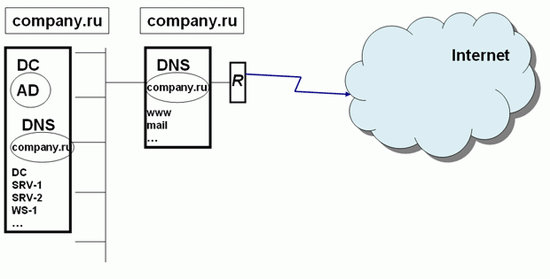 company.ru
company.ru
DC
AD
DNS
company.ru
DC
SRV-1
SRV-2
WS-1
...
DNS
company.ru
www
mail
...
R
Internet